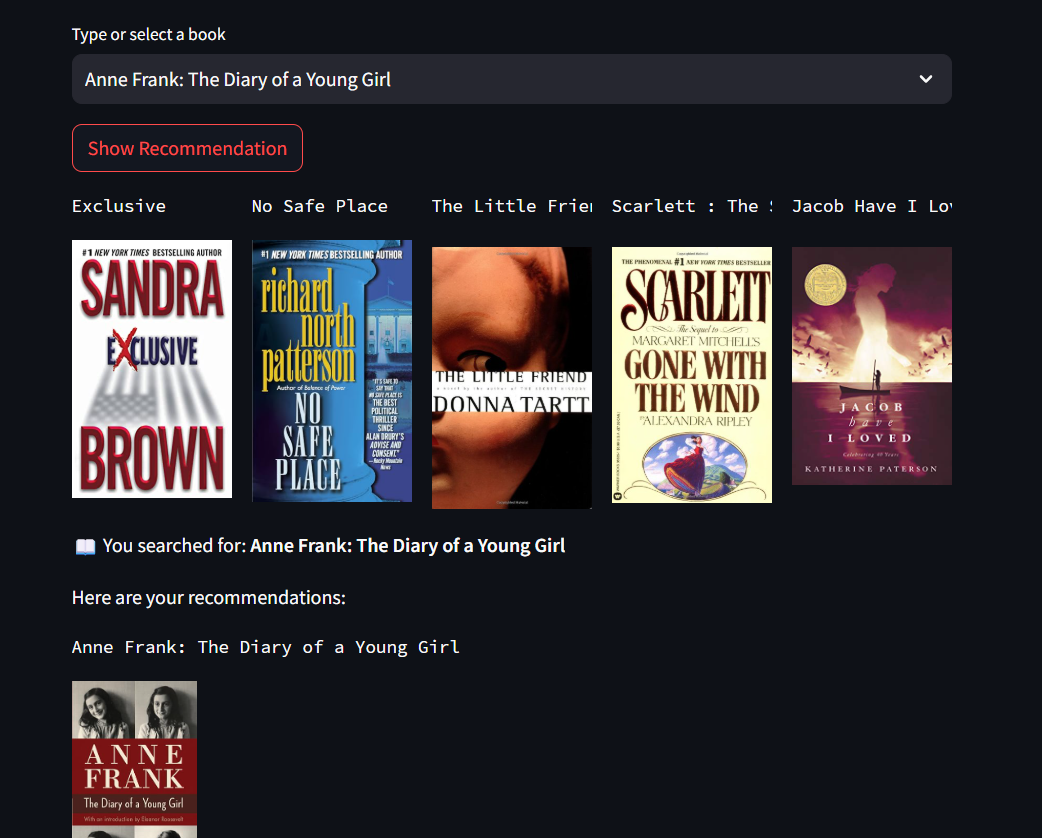 Type or select a book
Anne Frank: The Diary of a Young Girl
Show Recommendation
Exclusive
No Safe Place
The Little Frien
Scarlett : The S
Jacob Have I Lov
#1 NEW YORK TIMES BESTSELLING AUTHOR
SANDRA
EXCLUSIVE
BROWN
#1 NEW YORK TIMES BESTSELLING AUTHOR
richard
north
patterson
Author of Balance of Power
NO
SAFE
PLACE
"IT'S SAFE TO
SAY THAT
NO SAFE PLACE IS
THE BEST
POLITICAL
THRILLER
SINCE
ALAN DRURY'S
ADVISE AND
CONSENT."
—Rocky Mountain
News
THE LITTLE FRIEND
DONNA TARTT
THE PHENOMENAL #1 NEW YORK TIMES BESTSELLER
SCARLETT
The Sequel to
MARGARET MITCHELL'S
GONE WITH
THE WIND
BY ALEXANDRA RIPLEY
JACOB
have
I LOVED
Celebrating 40 Years
KATHERINE PATERSON
📖 You searched for: Anne Frank: The Diary of a Young Girl
Here are your recommendations:
Anne Frank: The Diary of a Young Girl
ANNE
FRANK
The Diary of a Young Girl
With an introduction by Eleanor Roosevelt